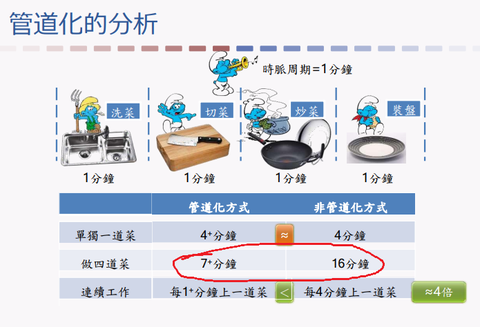 管道化的分析
時脈周期=1分鐘
洗菜
切菜
炒菜
裝盤
1分鐘
1分鐘
1分鐘
1分鐘
管道化方式
非管道化方式
單獨一道菜
4⁺分鐘
≈
4分鐘
做四道菜
7⁺分鐘
16分鐘
連續工作
每1⁺分鐘上一道菜
<
每4分鐘上一道菜
≈4倍